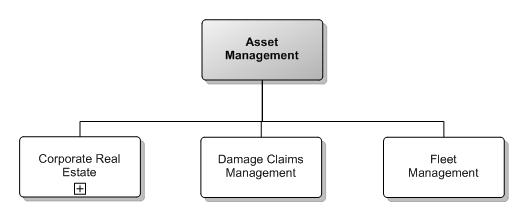 Asset
Management
Corporate Real
Estate
Damage Claims
Management
Fleet
Management